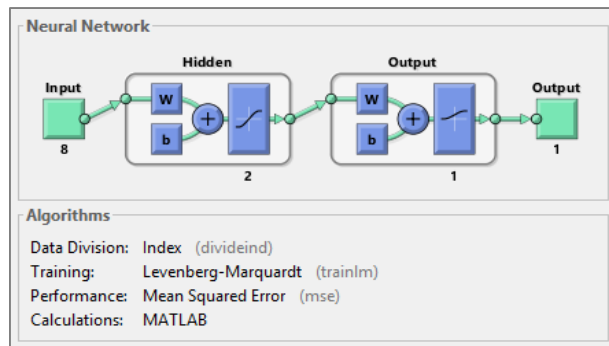 Neural Network
Hidden
Output
Input
Output
W
b
+
W
b
+
8
2
1
1
Algorithms
Data Division: Index (divideind)
Training: Levenberg-Marquardt (trainlm)
Performance: Mean Squared Error (mse)
Calculations: MATLAB